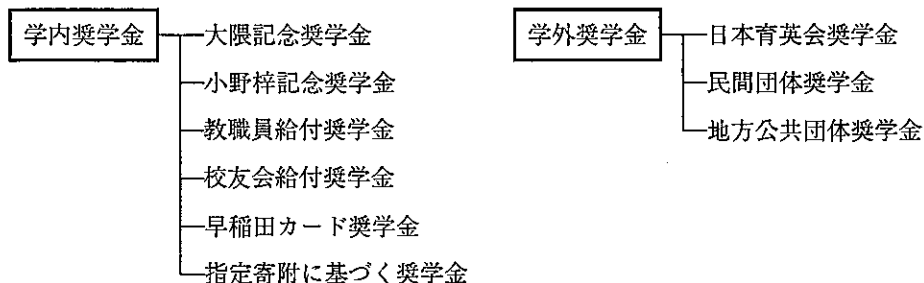 学内奨学金
大隈記念奨学金
小野梓記念奨学金
教職員給付奨学金
校友会給付奨学金
早稲田カード奨学金
指定寄附に基づく奨学金
学外奨学金
日本育英会奨学金
民間団体奨学金
地方公共団体奨学金